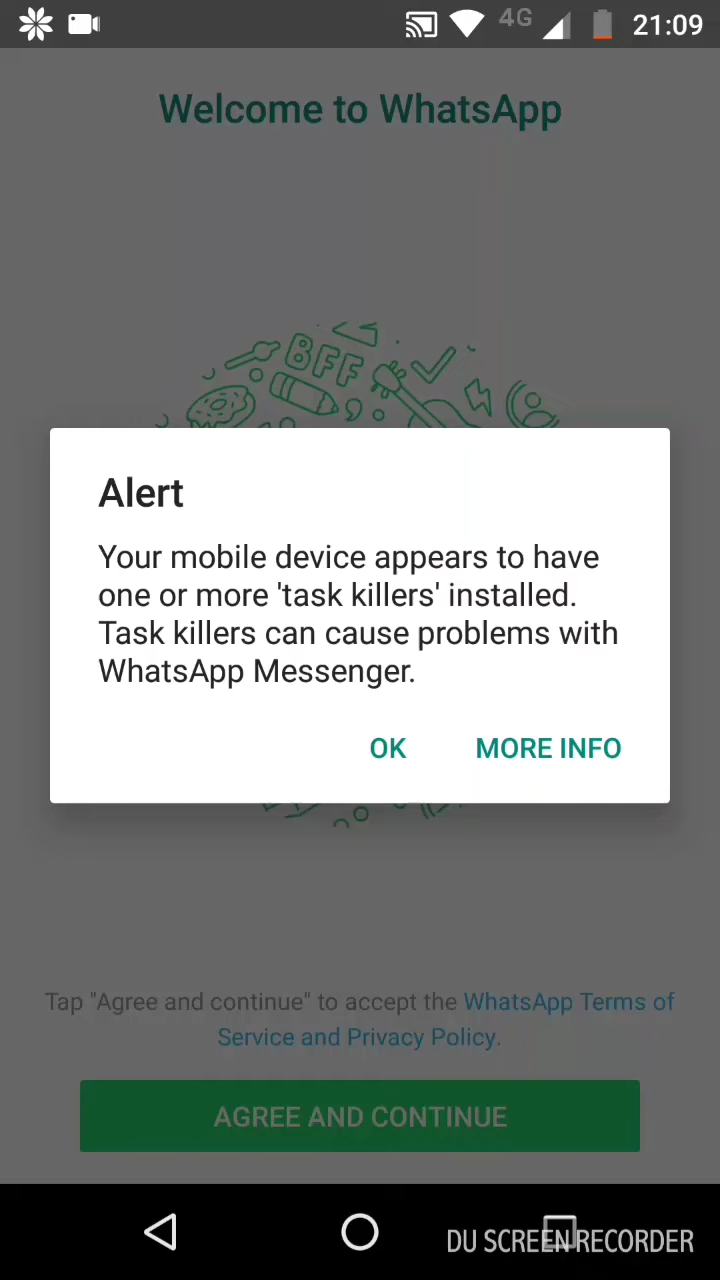 4G 21:09
Welcome to WhatsApp
BFF
Alert
Your mobile device appears to have
one or more 'task killers' installed.
Task killers can cause problems with
WhatsApp Messenger.
OK MORE INFO
Tap "Agree and continue" to accept the WhatsApp Terms of
Service and Privacy Policy.
AGREE AND CONTINUE
DU SCREEN RECORDER